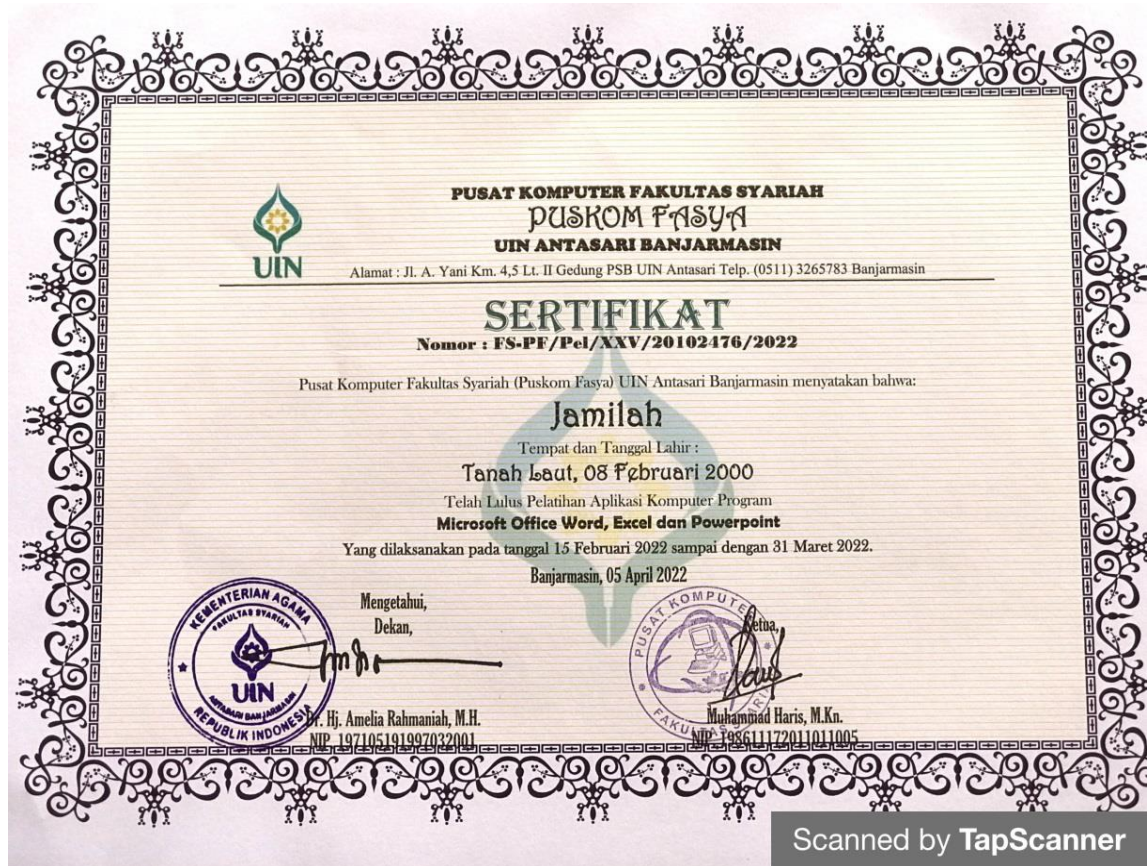 PUSAT KOMPUTER FAKULTAS SYARIAH
PUSKOM FASYA
UIN ANTASARI BANJARMASIN
UIN
Alamat : Jl. A. Yani Km. 4,5 Lt. II Gedung PSB UIN Antasari Telp. (0511) 3265783 Banjarmasin
SERTIFIKAT
Nomor : FS-PF/Pel/XXV/20102476/2022
Pusat Komputer Fakultas Syariah (Puskom Fasya) UIN Antasari Banjarmasin menyatakan bahwa:
Jamilah
Tempat dan Tanggal Lahir :
Tanah Laut, 08 Februari 2000
Telah Lulus Pelatihan Aplikasi Komputer Program
Microsoft Office Word, Excel dan Powerpoint
Yang dilaksanakan pada tanggal 15 Februari 2022 sampai dengan 31 Maret 2022.
Banjarmasin, 05 April 2022
Mengetahui,
Dekan,
KEMENTERIAN AGAMA
FAKULTAS SYARIAH
UIN
ANTASARI BANJARMASIN
REPUBLIK INDONESIA
Dr. Hj. Amelia Rahmaniah, M.H.
NIP. 197105191997032001
Ketua,
PUSAT KOMPUTER
FAKULTAS SYARIAH
Muhammad Haris, M.Kn.
NIP. 198611172011011005
Scanned by TapScanner